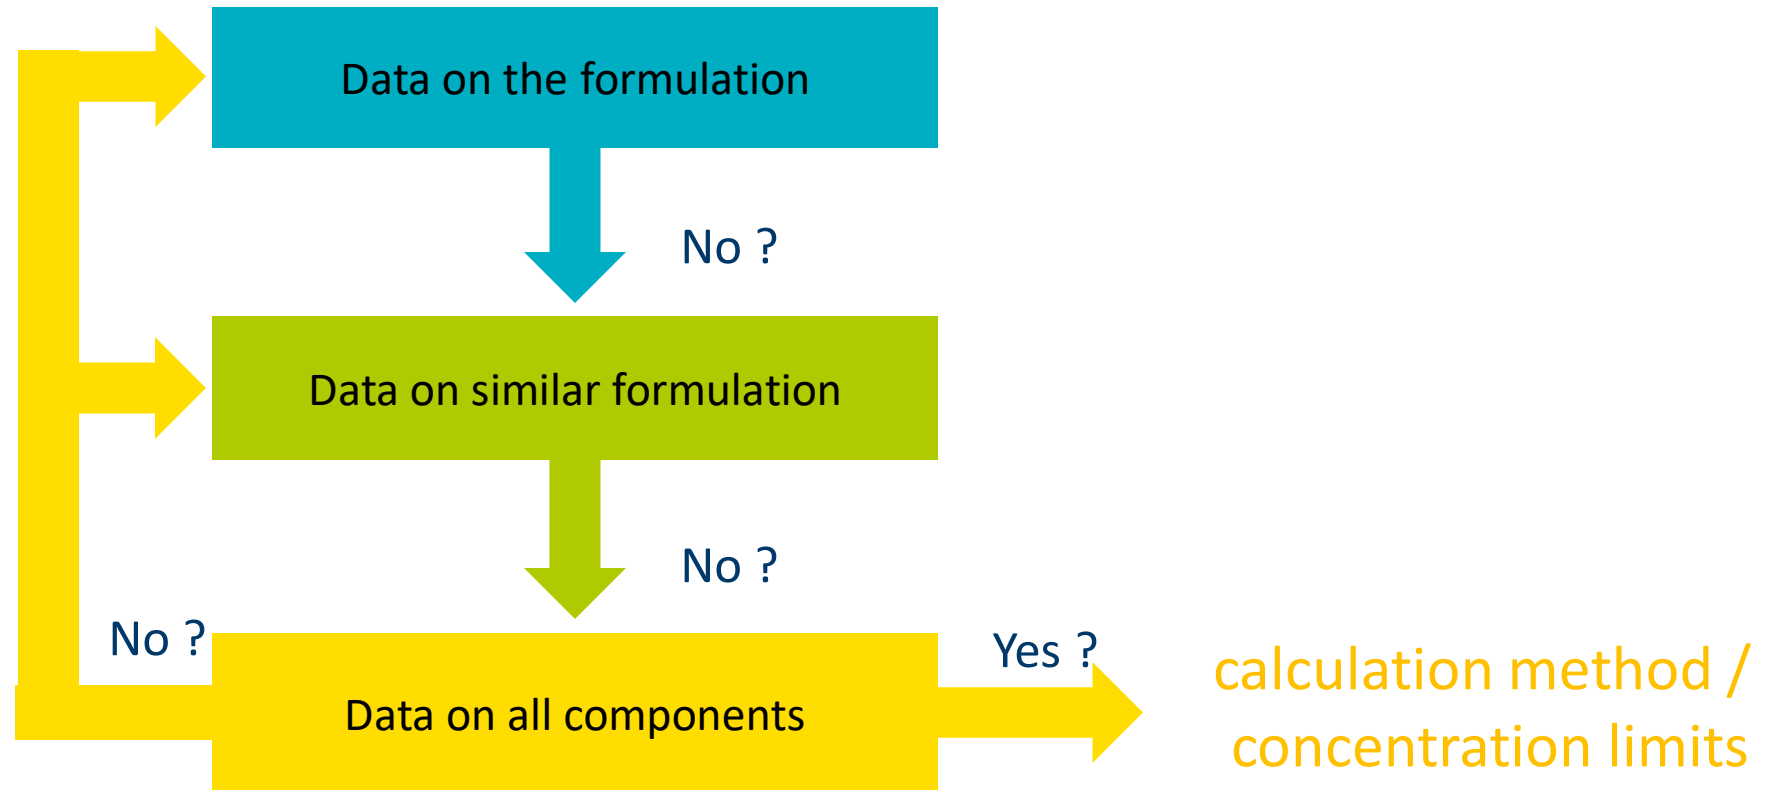 Data on the formulation
No ?
Data on similar formulation
No ?
No ?
Yes ?
Data on all components
calculation method /
concentration limits